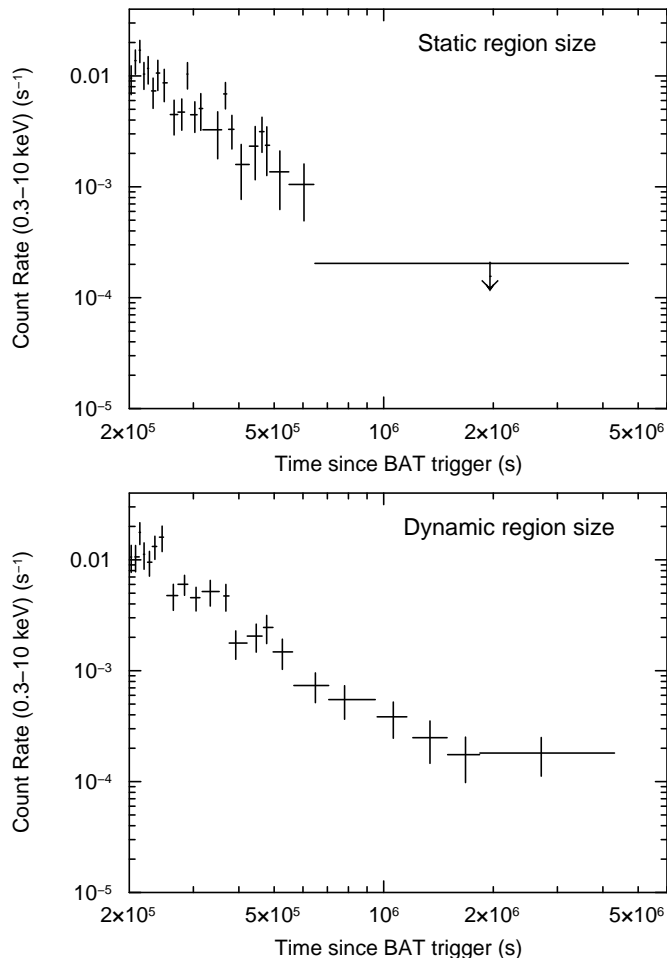 Static region size
0.01
10⁻³
10⁻⁴
10⁻⁵
Count Rate (0.3–10 keV) (s⁻¹)
2×10⁵ 5×10⁵ 10⁶ 2×10⁶ 5×10⁶
Time since BAT trigger (s)
Dynamic region size
0.01
10⁻³
10⁻⁴
10⁻⁵
Count Rate (0.3–10 keV) (s⁻¹)
2×10⁵ 5×10⁵ 10⁶ 2×10⁶ 5×10⁶
Time since BAT trigger (s)